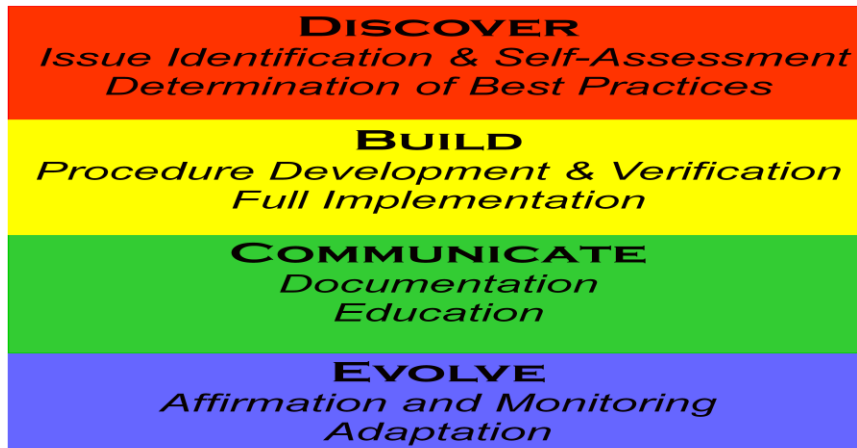 DISCOVER
Issue Identification & Self-Assessment
Determination of Best Practices
BUILD
Procedure Development & Verification
Full Implementation
COMMUNICATE
Documentation
Education
EVOLVE
Affirmation and Monitoring
Adaptation